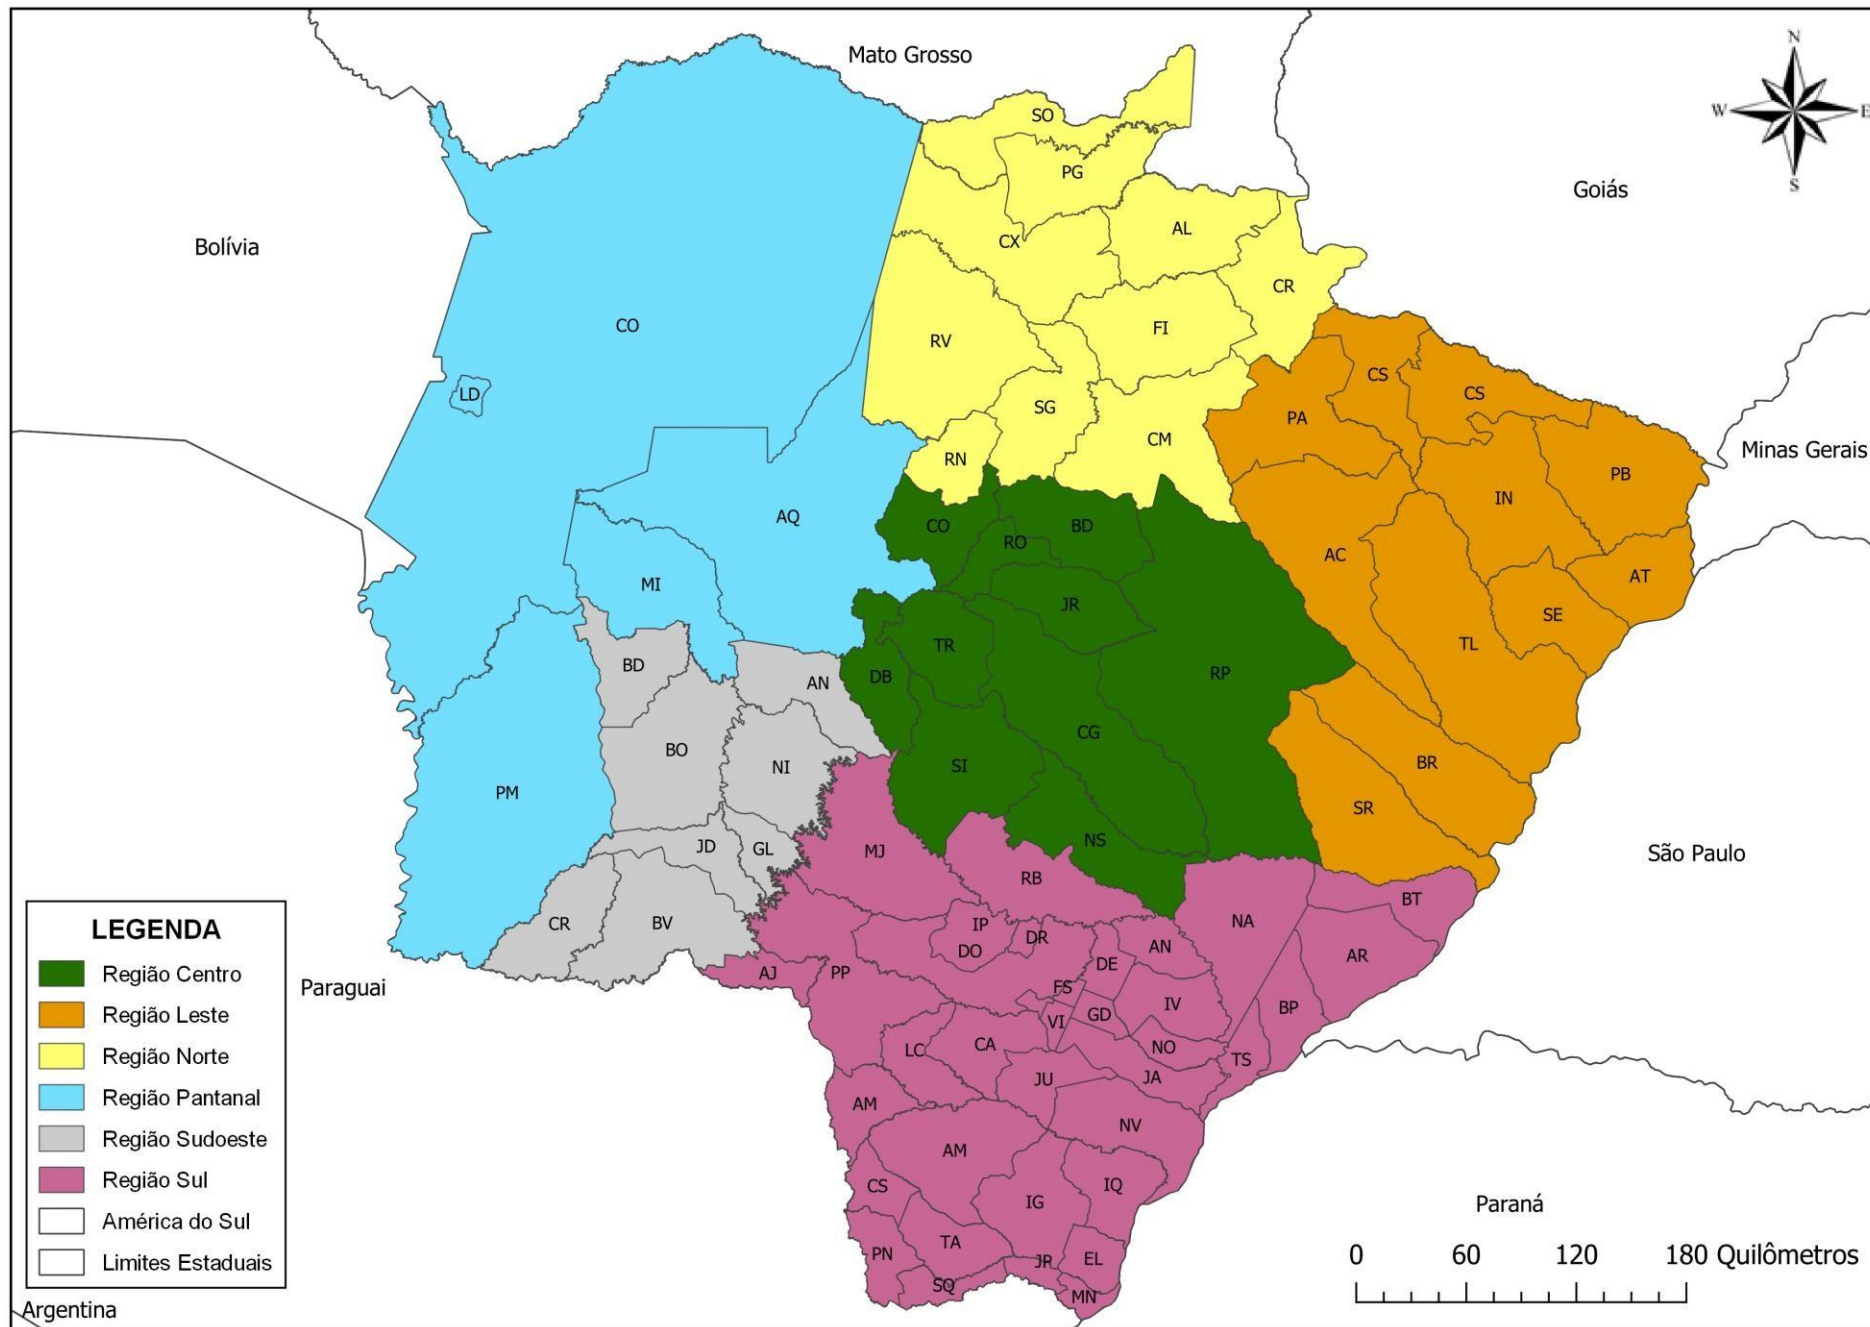 N
Mato Grosso
W
E
SO
S
PG
Goiás
AL
Bolívia
CX
CR
CO
FI
RV
CS
LD
CS
SG
PA
CM
Minas Gerais
RN
PB
IN
AQ
CO
BD
RO
AC
AT
MI
JR
SE
TR
TL
BD
RP
DB
AN
CG
BO
BR
SI
NI
PM
SR
NS
JD
GL
MJ
São Paulo
RB
BT
LEGENDA
CR
BV
IP
NA
DR
AN
DO
DE
AR
Região Centro
AJ
PP
Paraguai
FS
IV
BP
Região Leste
VI
GD
LC
CA
NO
Região Norte
TS
JU
JA
Região Pantanal
AM
NV
Região Sudoeste
AM
Região Sul
CS
IQ
IG
Paraná
América do Sul
PN
TA
JP
EL
0 60 120 180 Quilômetros
Limites Estaduais
SQ
MN
Argentina